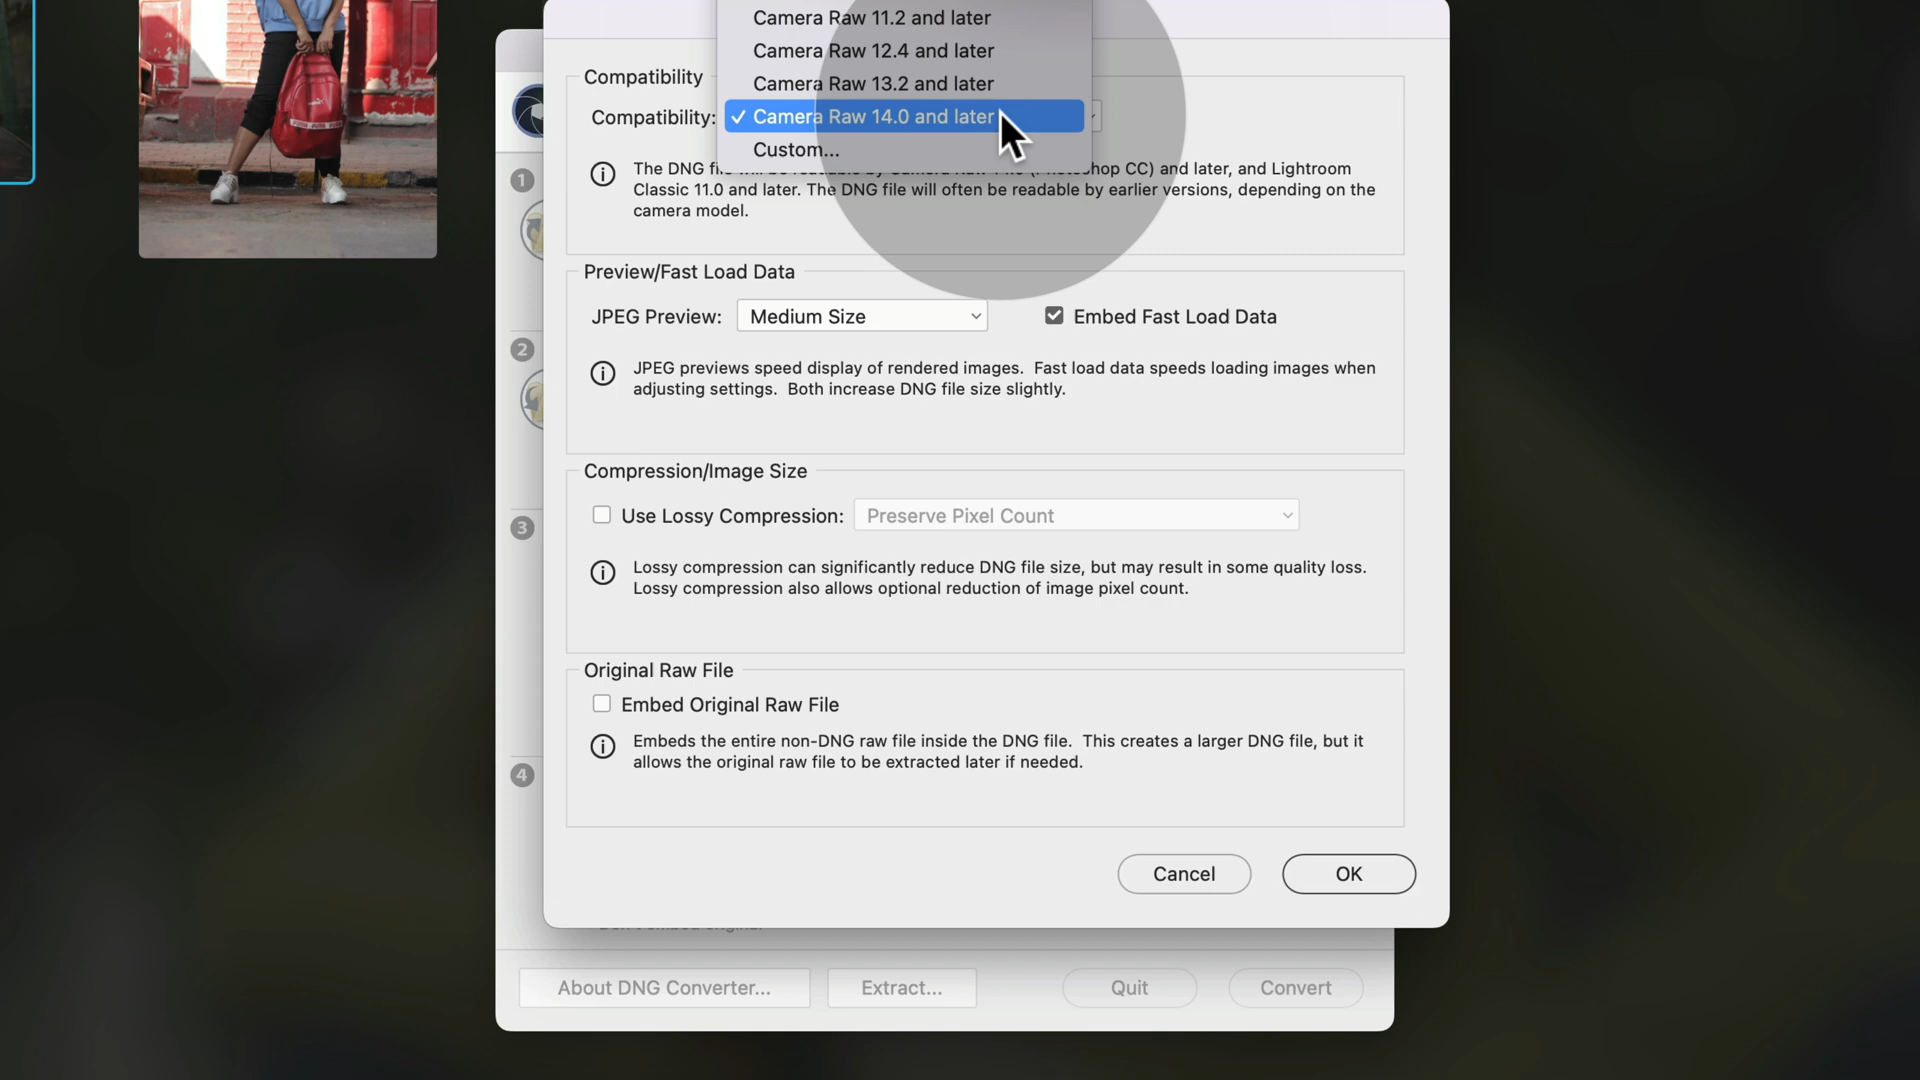 Camera Raw 11.2 and later
Camera Raw 12.4 and later
Camera Raw 13.2 and later
Compatibility
Compatibility: ✓ Camera Raw 14.0 and later
Custom...
The DNG hop CC) and later, and Lightroom
Classic 11.0 and later. The DNG file will often be readable by earlier versions, depending on the
camera model.
1
Preview/Fast Load Data
JPEG Preview: Medium Size Embed Fast Load Data
2
JPEG previews speed display of rendered images. Fast load data speeds loading images when
adjusting settings. Both increase DNG file size slightly.
Compression/Image Size
Use Lossy Compression: Preserve Pixel Count
3
Lossy compression can significantly reduce DNG file size, but may result in some quality loss.
Lossy compression also allows optional reduction of image pixel count.
Original Raw File
Embed Original Raw File
Embeds the entire non-DNG raw file inside the DNG file. This creates a larger DNG file, but it
allows the original raw file to be extracted later if needed.
4
Cancel OK
About DNG Converter... Extract... Quit Convert